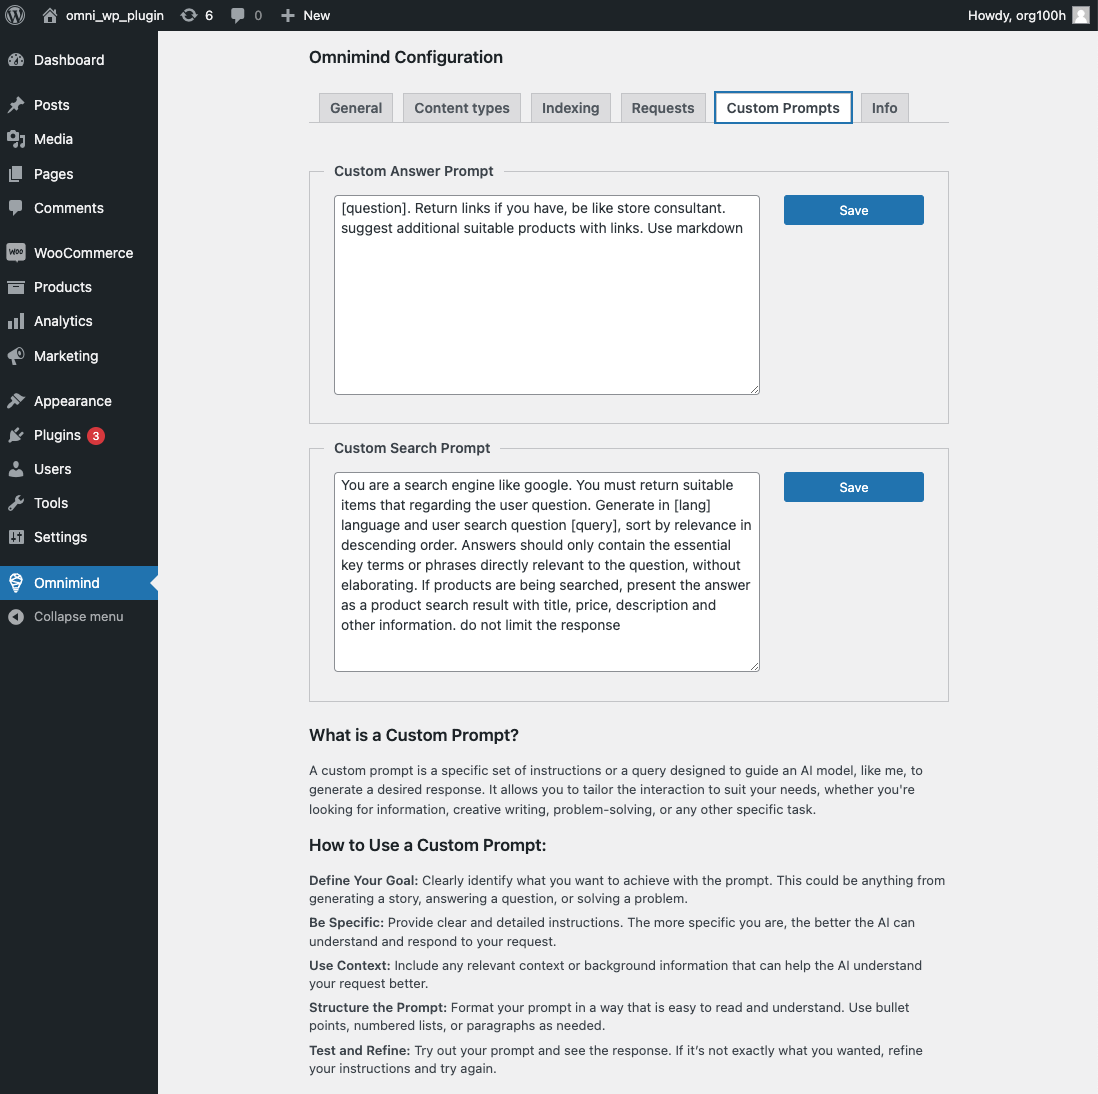 omni_wp_plugin 6 0 New Howdy, org100h
Dashboard
Posts
Media
Pages
Comments
WOO WooCommerce
Products
Analytics
Marketing
Appearance
Plugins 3
Users
Tools
Settings
Omnimind
Collapse menu
Omnimind Configuration
General Content types Indexing Requests Custom Prompts Info
Custom Answer Prompt
[question]. Return links if you have, be like store consultant.
suggest additional suitable products with links. Use markdown
Save
Custom Search Prompt
You are a search engine like google. You must return suitable
items that regarding the user question. Generate in [lang]
language and user search question [query], sort by relevance in
descending order. Answers should only contain the essential
key terms or phrases directly relevant to the question, without
elaborating. If products are being searched, present the answer
as a product search result with title, price, description and
other information. do not limit the response
Save
What is a Custom Prompt?
A custom prompt is a specific set of instructions or a query designed to guide an AI model, like me, to
generate a desired response. It allows you to tailor the interaction to suit your needs, whether you're
looking for information, creative writing, problem-solving, or any other specific task.
How to Use a Custom Prompt:
Define Your Goal: Clearly identify what you want to achieve with the prompt. This could be anything from
generating a story, answering a question, or solving a problem.
Be Specific: Provide clear and detailed instructions. The more specific you are, the better the AI can
understand and respond to your request.
Use Context: Include any relevant context or background information that can help the AI understand
your request better.
Structure the Prompt: Format your prompt in a way that is easy to read and understand. Use bullet
points, numbered lists, or paragraphs as needed.
Test and Refine: Try out your prompt and see the response. If it's not exactly what you wanted, refine
your instructions and try again.